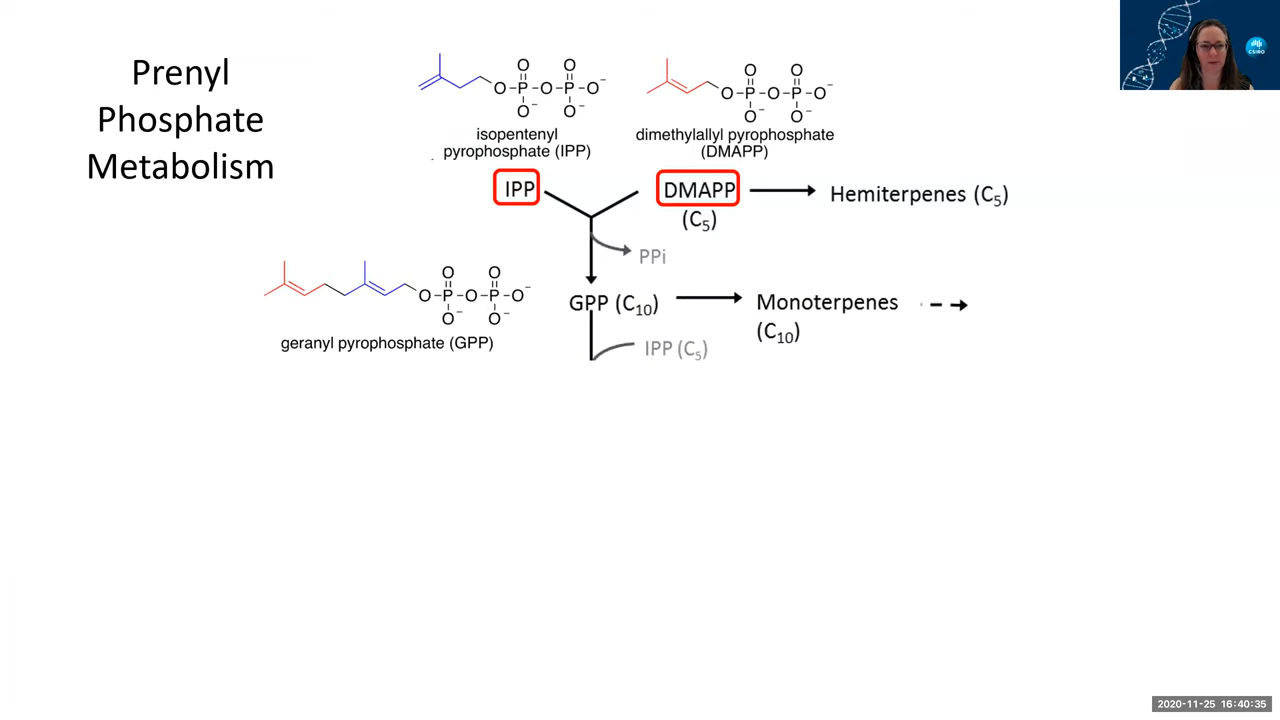 Prenyl
Phosphate
Metabolism
O O
O-P-O-P-O⁻
O⁻ O⁻
isopentenyl
pyrophosphate (IPP)
O O
O-P-O-P-O⁻
O⁻ O⁻
dimethylallyl pyrophosphate
(DMAPP)
IPP
DMAPP
(C₅)
Hemiterpenes (C₅)
PPi
O O
O-P-O-P-O⁻
O⁻ O⁻
geranyl pyrophosphate (GPP)
GPP (C₁₀)
Monoterpenes
(C₁₀)
IPP (C₅)
CSIRO
2020-11-25 16:40:35